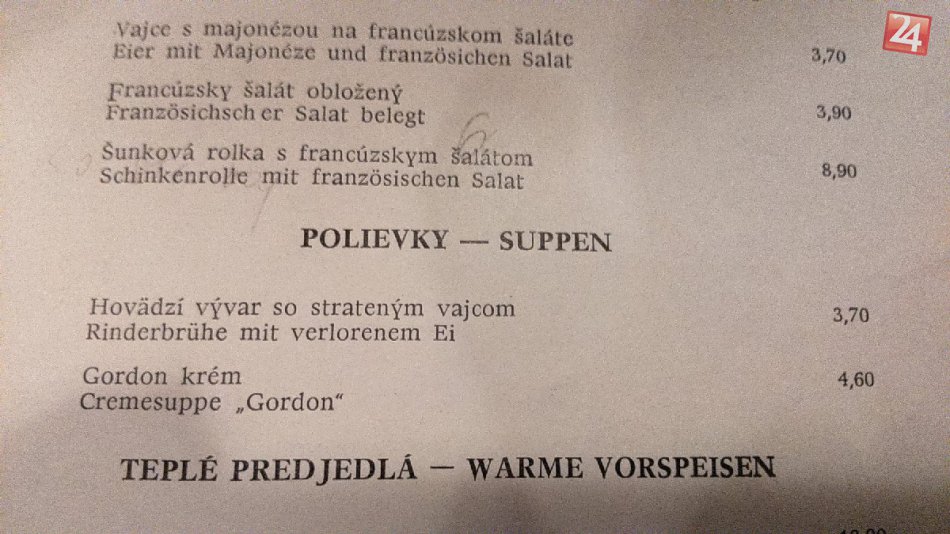 24
Vajce s majonézou na francúzskom šaláte
Eier mit Majonéze und französichen Salat 3,70
Francúzsky šalát obložený
Französichsch er Salat belegt 3,90
Šunková rolka s francúzskym šalátom
Schinkenrolle mit französischen Salat 8,90
POLIEVKY — SUPPEN
Hovädzí vývar so strateným vajcom 3,70
Rinderbrühe mit verlorenem Ei
Gordon krém 4,60
Cremesuppe „Gordon“
TEPLÉ PREDJEDLÁ — WARME VORSPEISEN